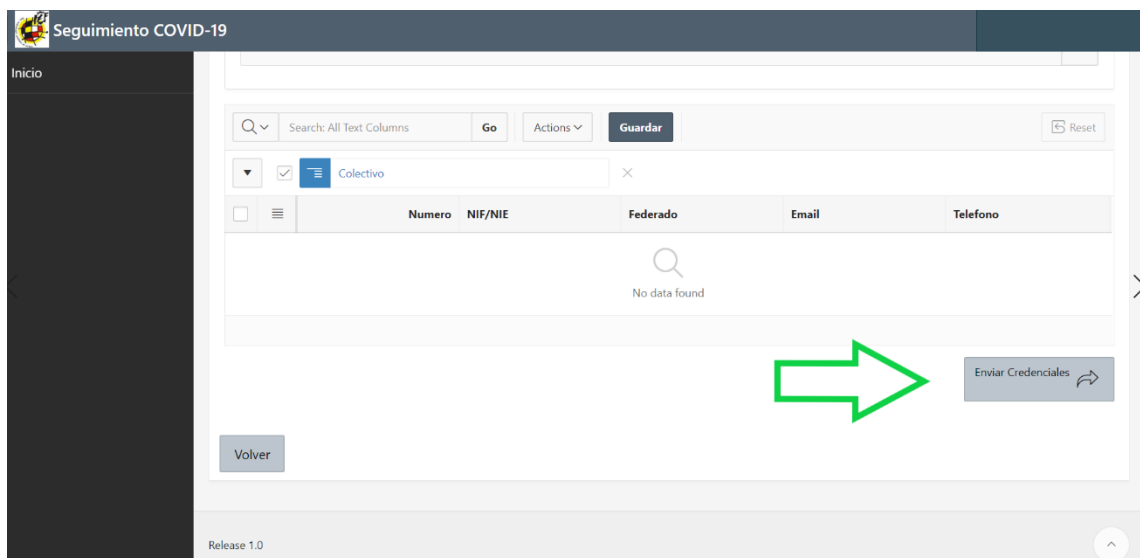 Seguimiento COVID-19
Inicio
Search: All Text Columns Go Actions Guardar Reset
Colectivo
Numero NIF/NIE Federado Email Telefono
No data found
Enviar Credenciales
Volver
Release 1.0